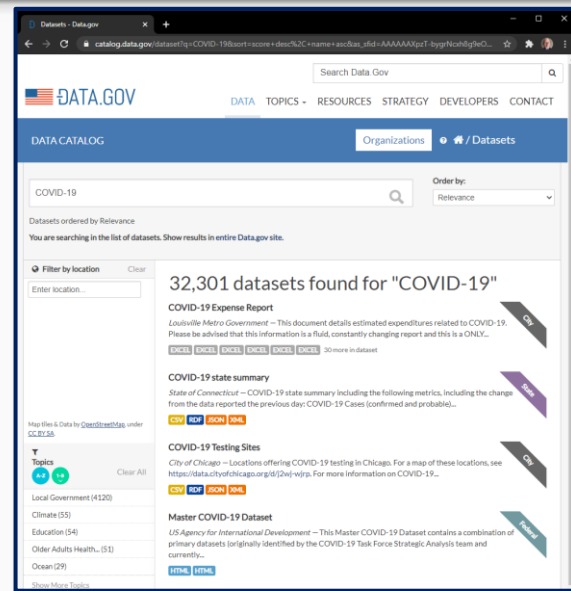 Datasets - Data.gov
catalog.data.gov/dataset?q=COVID-19&sort=score+desc%2C+name+asc&as_sfid=
Search Data.Gov
DATA.GOV
DATA TOPICS RESOURCES STRATEGY DEVELOPERS CONTACT
DATA CATALOG
Organizations
/ Datasets
COVID-19
Order by:
Relevance
Datasets ordered by Relevance
You are searching in the list of datasets. Show results in entire Data.gov site.
Filter by location Clear
Enter location...
Map tiles & Data by OpenStreetMap, under
CC BY SA.
Topics
A-Z 1-9
Clear All
Local Government (4120)
Climate (55)
Education (54)
Older Adults Health... (51)
Ocean (29)
Show More Topics
32,301 datasets found for "COVID-19"
COVID-19 Expense Report
City
Louisville Metro Government — This document details estimated expenditures related to COVID-19.
Please be advised that this information is a fluid, constantly changing report and this is a ONLY...
EXCEL EXCEL EXCEL EXCEL EXCEL EXCEL 30 more in dataset
COVID-19 state summary
State
State of Connecticut — COVID-19 state summary including the following metrics, including the change
from the data reported the previous day: COVID-19 Cases (confirmed and probable)...
CSV RDF JSON XML
COVID-19 Testing Sites
City
City of Chicago — Locations offering COVID-19 testing in Chicago. For a map of these locations, see
https://data.cityofchicago.org/d/j2wj-wjrp. For more information on COVID-19...
CSV RDF JSON XML
Master COVID-19 Dataset
Federal
US Agency for International Development — This Master COVID-19 Dataset contains a combination of
primary datasets (originally identified by the COVID-19 Task Force Strategic Analysis team and
currently...
HTML HTML